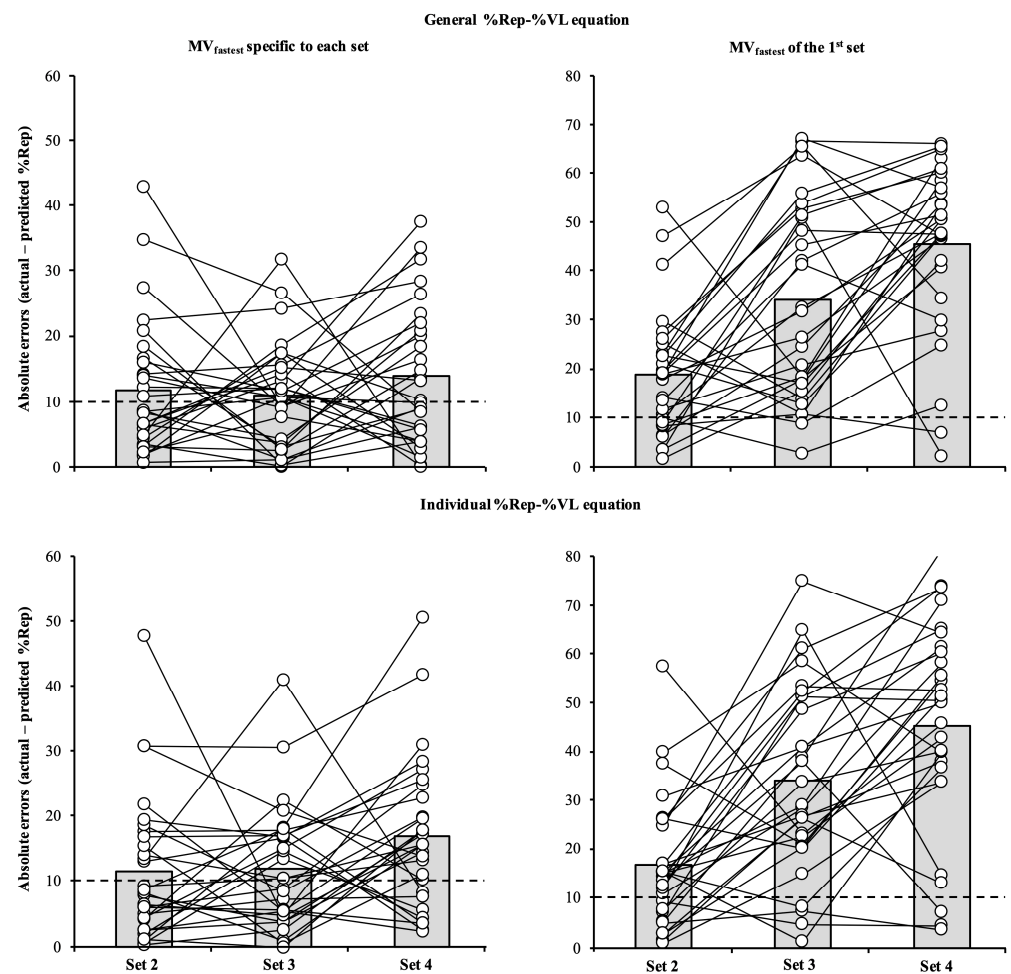 General %Rep-%VL equation
MVfastest specific to each set
MVfastest of the 1st set
Absolute errors (actual – predicted %Rep)
60
50
40
30
20
10
0
80
70
60
50
40
30
20
10
0
Individual %Rep-%VL equation
Absolute errors (actual – predicted %Rep)
60
50
40
30
20
10
0
Set 2
Set 3
Set 4
80
70
60
50
40
30
20
10
0
Set 2
Set 3
Set 4